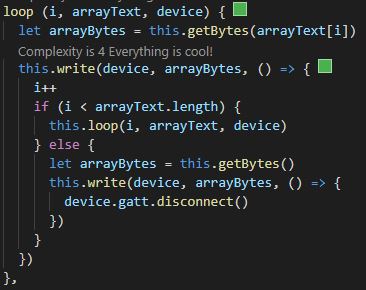 loop (i, arrayText, device) {
let arrayBytes = this.getBytes(arrayText[i])
Complexity is 4 Everything is cool!
this.write(device, arrayBytes, () => {
i++
if (i < arrayText.length) {
this.loop(i, arrayText, device)
} else {
let arrayBytes = this.getBytes()
this.write(device, arrayBytes, () => {
device.gatt.disconnect()
})
}
})
},